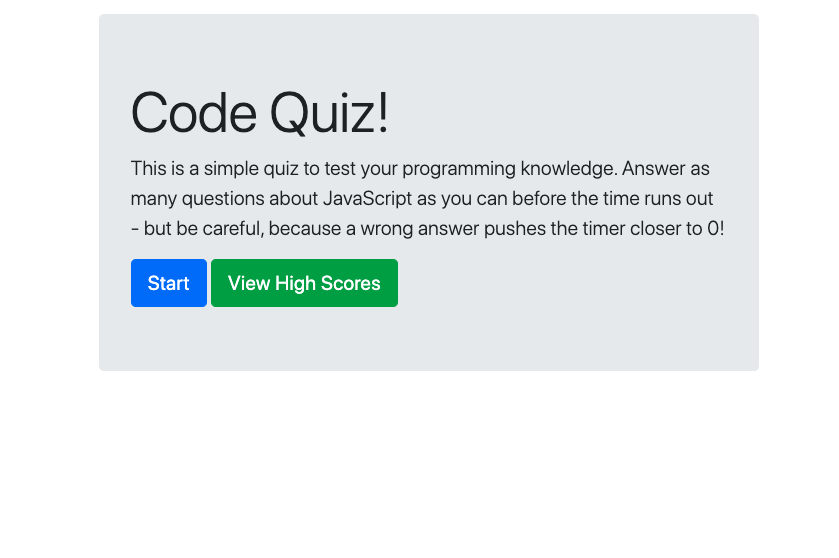 Code Quiz!
This is a simple quiz to test your programming knowledge. Answer as
many questions about JavaScript as you can before the time runs out
- but be careful, because a wrong answer pushes the timer closer to 0!
Start View High Scores